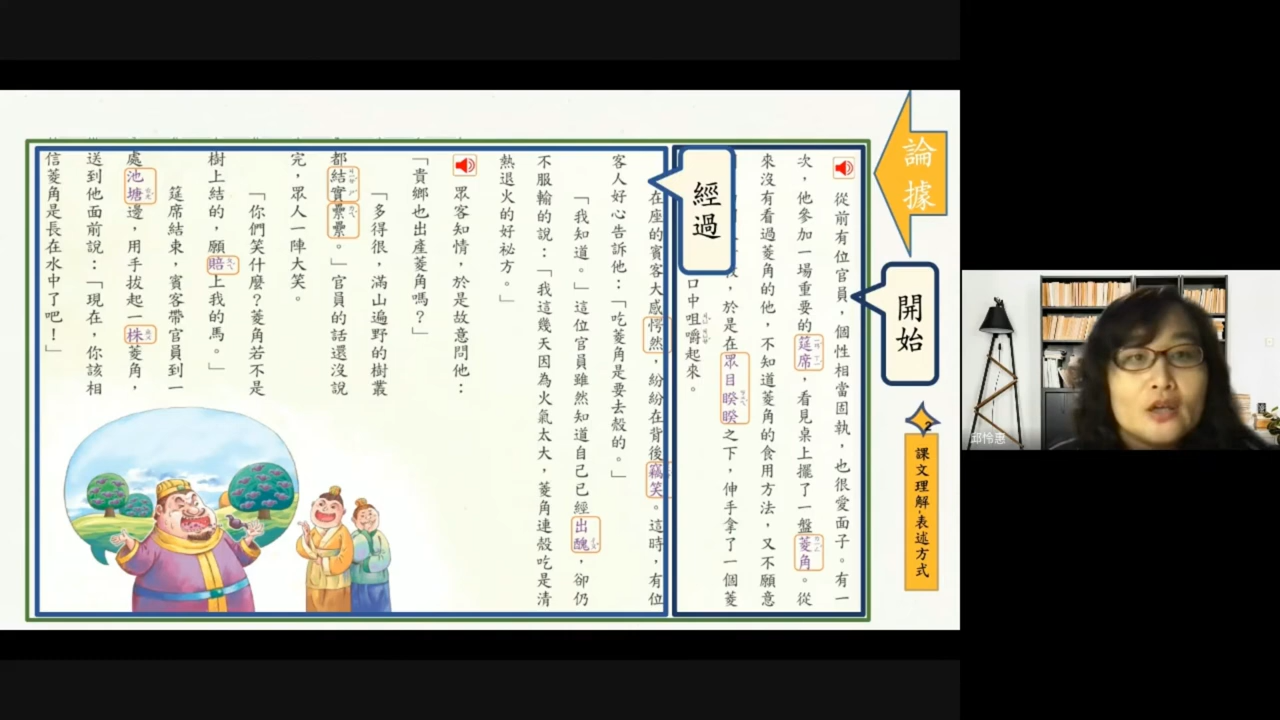 論據
開始
2
課文理解-表述方式
從前有位官員,個性相當固執,也很愛面子。有一
次,他參加一場重要的筵席,看見桌上擺了一盤菱角。從
來沒有看過菱角的他,不知道菱角的食用方法,又不願意
,於是在眾目睽睽之下,伸手拿了一個菱
口中咀嚼起來。
經過
在座的賓客大感愕然,紛紛在背後竊笑。這時,有位
客人好心告訴他:「吃菱角是要去殼的。」
「我知道。」這位官員雖然知道自己已經出醜,卻仍
不服輸的說:「我這幾天因為火氣太大,菱角連殼吃是清
熱退火的好祕方。」
眾客知情,於是故意問他:
「貴鄉也出產菱角嗎?」
「多得很,滿山遍野的樹叢
都結實纍纍。」官員的話還沒說
完,眾人一陣大笑。
「你們笑什麼?菱角若不是
樹上結的,願賠上我的馬。」
筵席結束,賓客帶官員到一
處池塘邊,用手拔起一株菱角,
送到他面前說:「現在,你該相
信菱角是長在水中了吧!」
邱怜惠